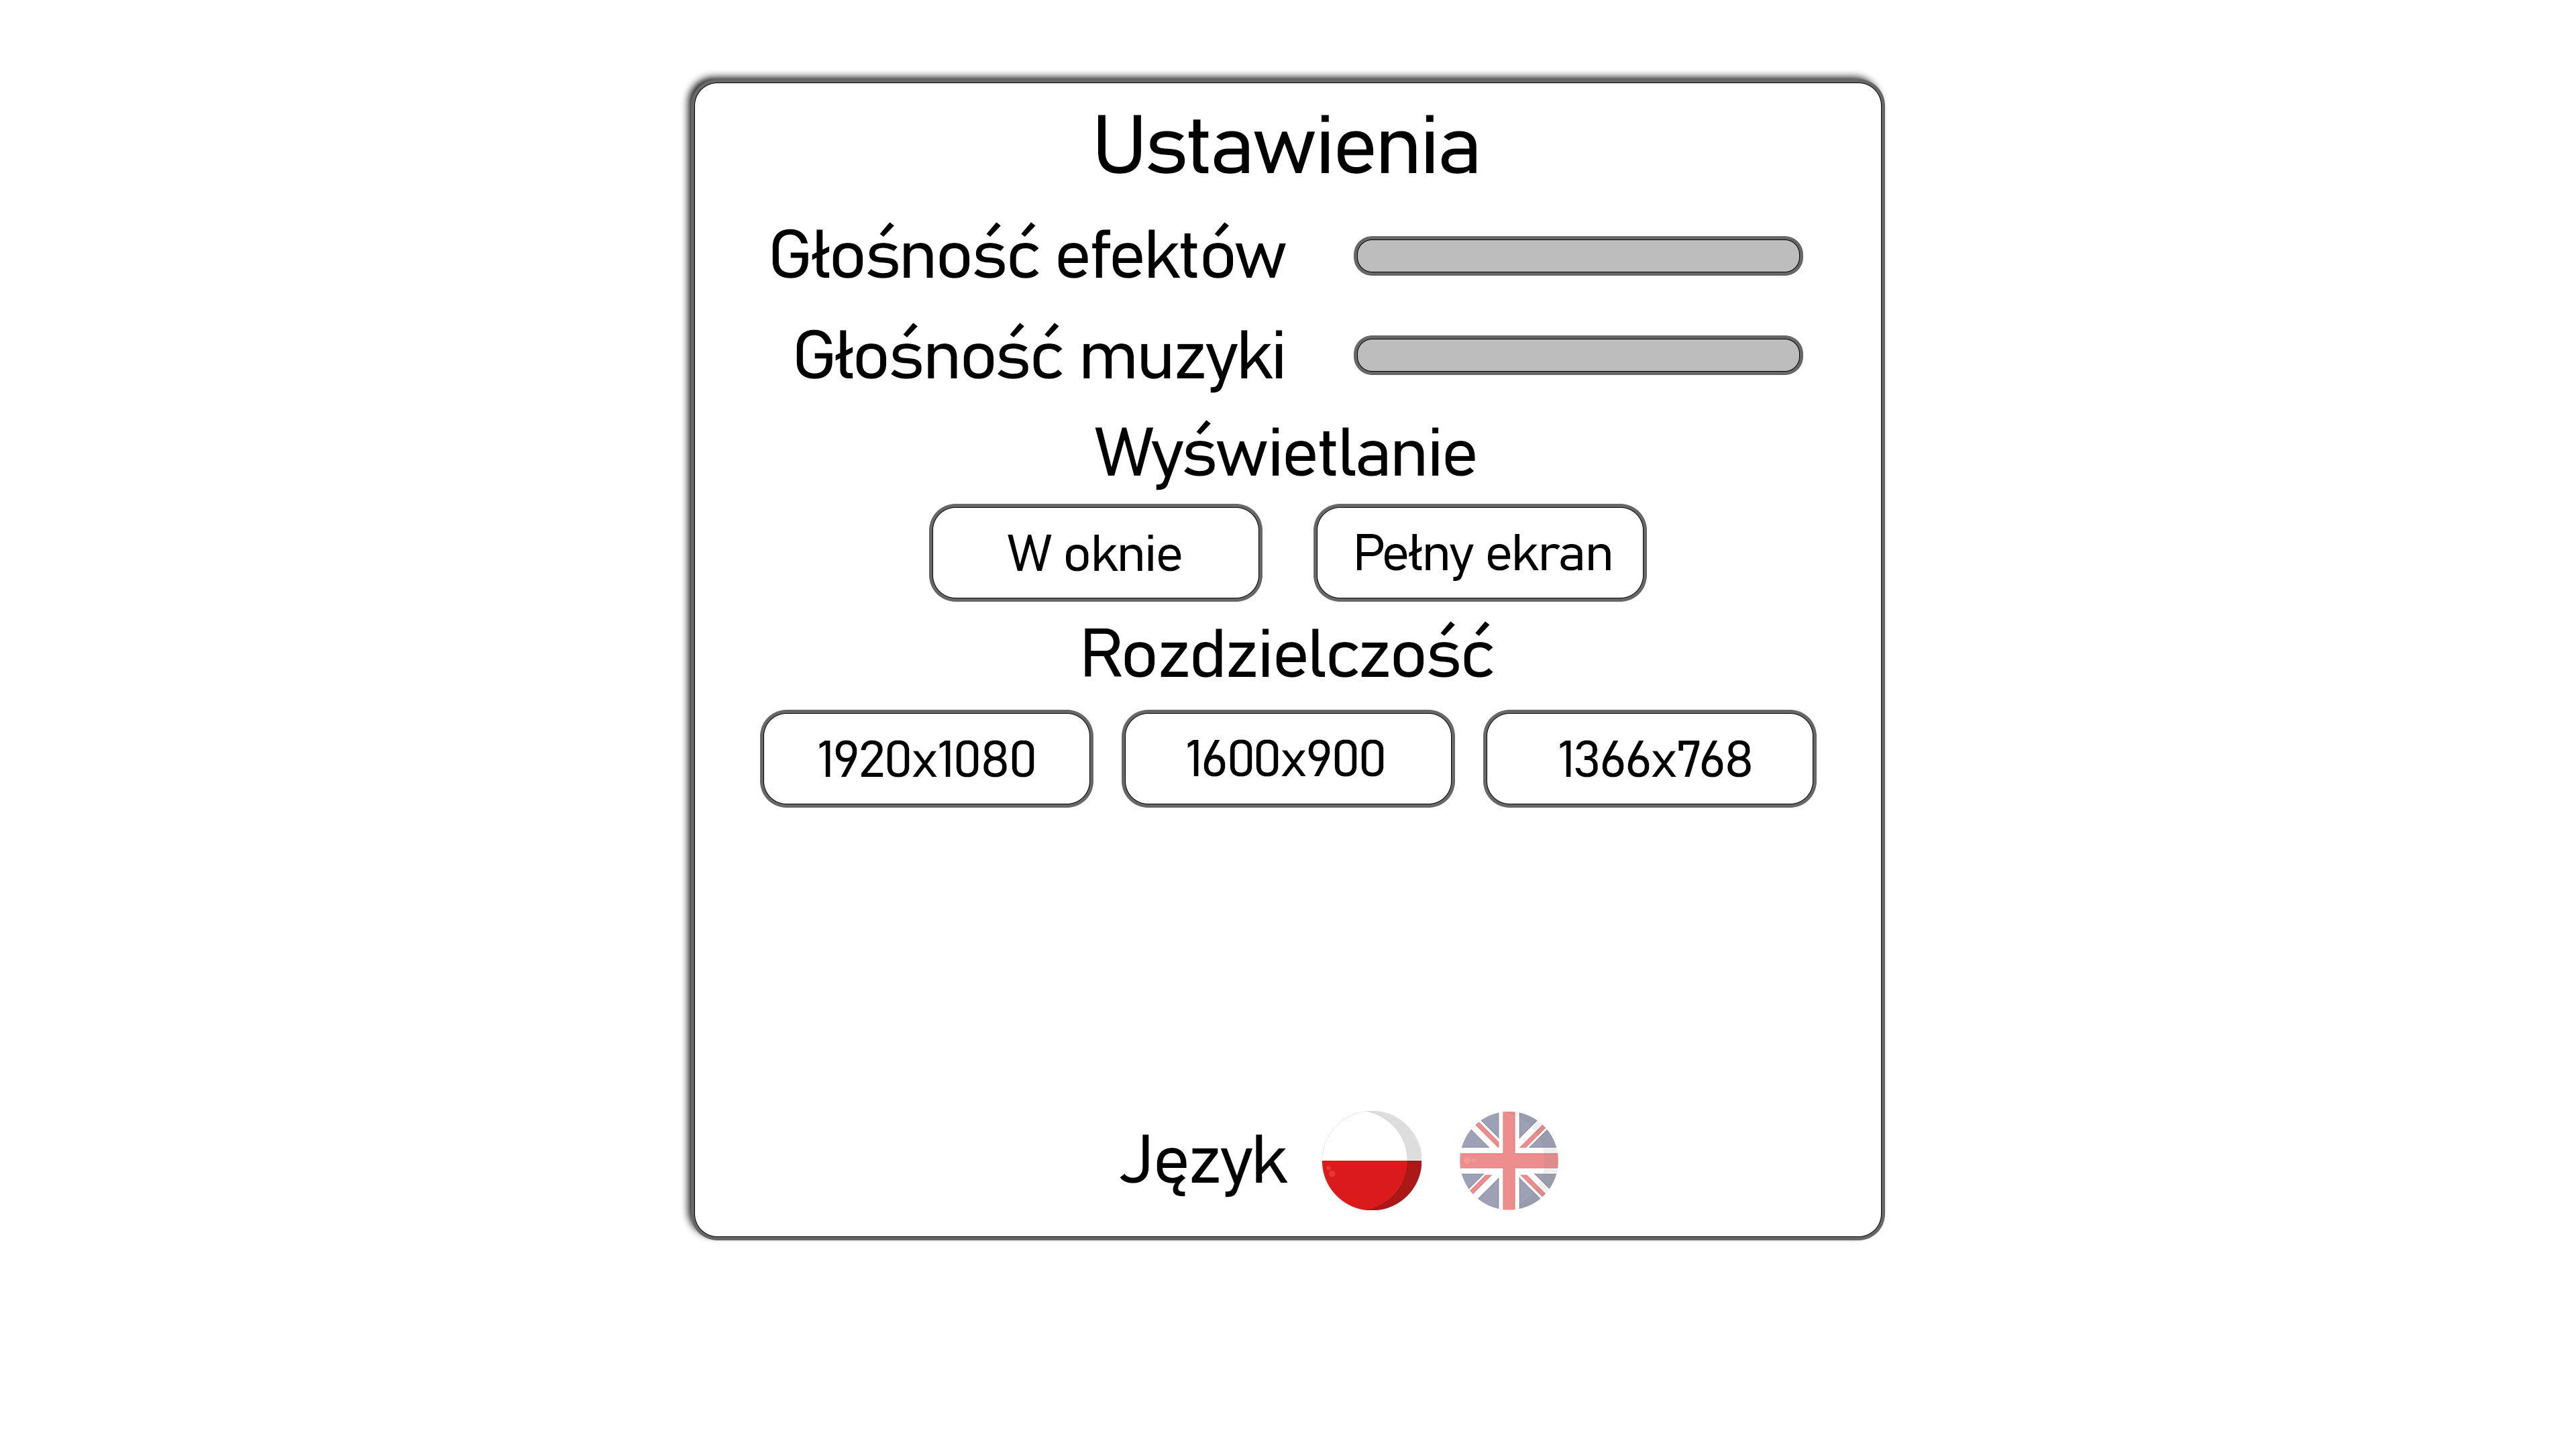 Ustawienia
Głośność efektów
Głośność muzyki
Wyświetlanie
W oknie
Pełny ekran
Rozdzielczość
1920x1080
1600x900
1366x768
Język